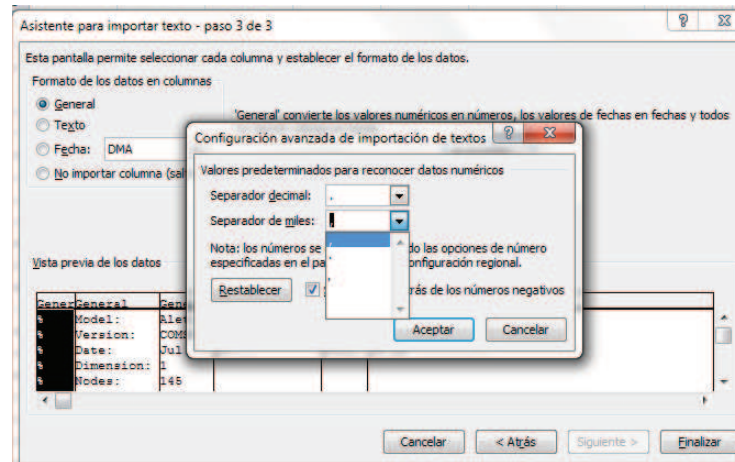 Asistente para importar texto - paso 3 de 3
Esta pantalla permite seleccionar cada columna y establecer el formato de los datos.
Formato de los datos en columnas
General
Texto
Fecha: DMA
No importar columna (sal
'General' convierte los valores numéricos en números, los valores de fechas en fechas y todos
Configuración avanzada de importación de textos
Valores predeterminados para reconocer datos numéricos
Separador decimal:
Separador de miles:
Nota: los números se do las opciones de número
especificadas en el pa onfiguración regional.
Restablecer
rás de los números negativos
Aceptar Cancelar
Vista previa de los datos
General General
% Model:
% Version:
% Date: Jul
% Dimension: 1
% Nodes: 145
Cancelar < Atrás Siguiente > Finalizar